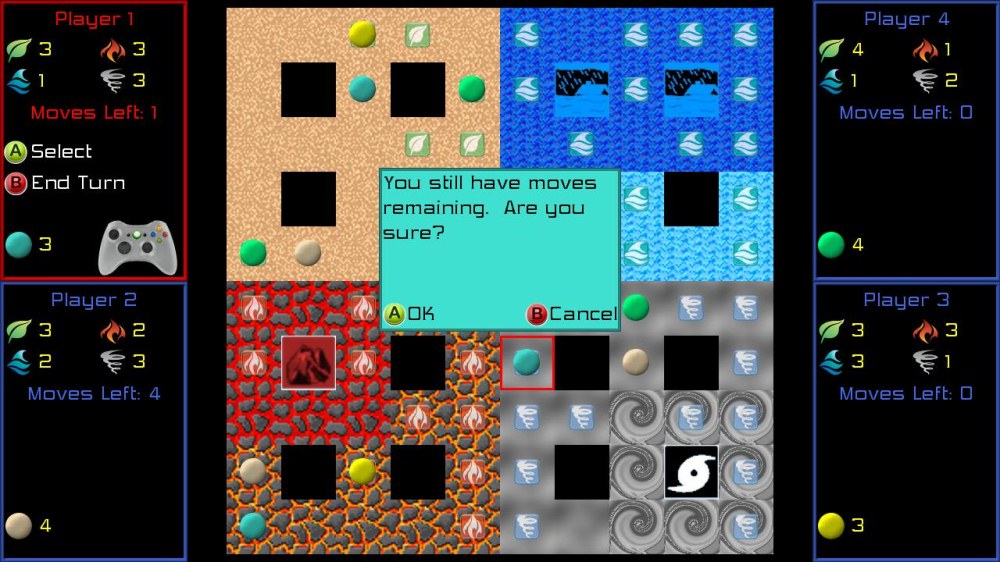 Player 1
3 3
1 3
Moves Left: 1
A Select
B End Turn
3
Player 2
3 2
2 3
Moves Left: 4
4
You still have moves
remaining. Are you
sure?
A OK B Cancel
Player 4
4 1
1 2
Moves Left: 0
4
Player 3
3 3
3 1
Moves Left: 0
3